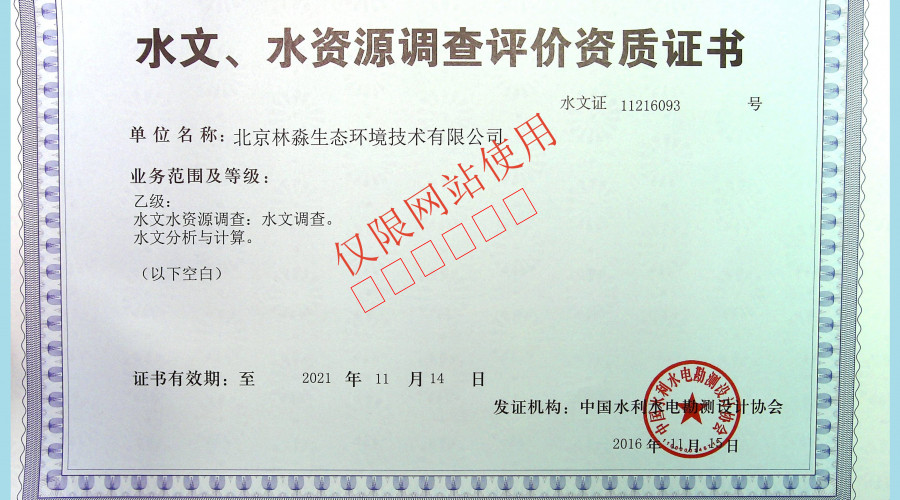 水文、水资源调查评价资质证书
水文证 11216093 号
单位名称：北京林淼生态环境技术有限公司
业务范围及等级：
乙级：
水文水资源调查：水文调查。
水文分析与计算。
（以下空白）
仅限网站使用
□□□□□□
证书有效期：至 2021 年 11 月 14 日
发证机构：中国水利水电勘测设计协会
2016 年 11 月 15 日
中国水利水电勘测设计协会